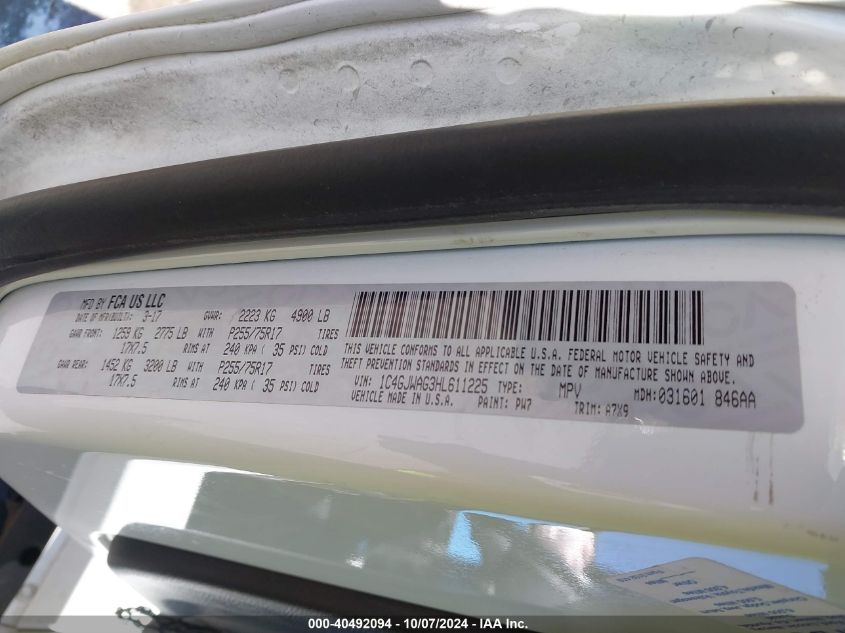 MFD BY FCA US LLC
DATE OF MFR/BUILT: 3-17 GVWR: 2223 KG 4900 LB
GAWR FRONT: 1259 KG 2775 LB WITH P255/75R17 TIRES
17X7.5 RIMS AT 240 KPA ( 35 PSI) COLD
GAWR REAR: 1452 KG 3200 LB WITH P255/75R17 TIRES
17X7.5 RIMS AT 240 KPA ( 35 PSI) COLD
THIS VEHICLE CONFORMS TO ALL APPLICABLE U.S.A. FEDERAL MOTOR VEHICLE SAFETY AND
THEFT PREVENTION STANDARDS IN EFFECT ON THE DATE OF MANUFACTURE SHOWN ABOVE.
VIN: 1C4GJWAG3HL611225 TYPE: MPV MDH:031601 846AA
VEHICLE MADE IN U.S.A. PAINT: PW7 TRIM: A7X9
000-40492094 - 10/07/2024 - IAA Inc.